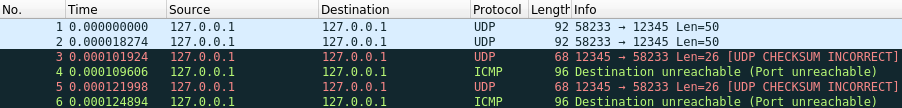 No. Time Source Destination Protocol Length Info
1 0.000000000 127.0.0.1 127.0.0.1 UDP 92 58233 → 12345 Len=50
2 0.000018274 127.0.0.1 127.0.0.1 UDP 92 58233 → 12345 Len=50
3 0.000101924 127.0.0.1 127.0.0.1 UDP 68 12345 → 58233 Len=26 [UDP CHECKSUM INCORRECT]
4 0.000109606 127.0.0.1 127.0.0.1 ICMP 96 Destination unreachable (Port unreachable)
5 0.000121998 127.0.0.1 127.0.0.1 UDP 68 12345 → 58233 Len=26 [UDP CHECKSUM INCORRECT]
6 0.000124894 127.0.0.1 127.0.0.1 ICMP 96 Destination unreachable (Port unreachable)